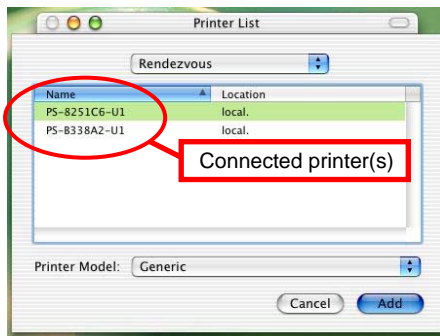 Printer List
Rendezvous
Name Location
PS-8251C6-U1 local.
PS-B338A2-U1 local.
Connected printer(s)
Printer Model: Generic
Cancel Add